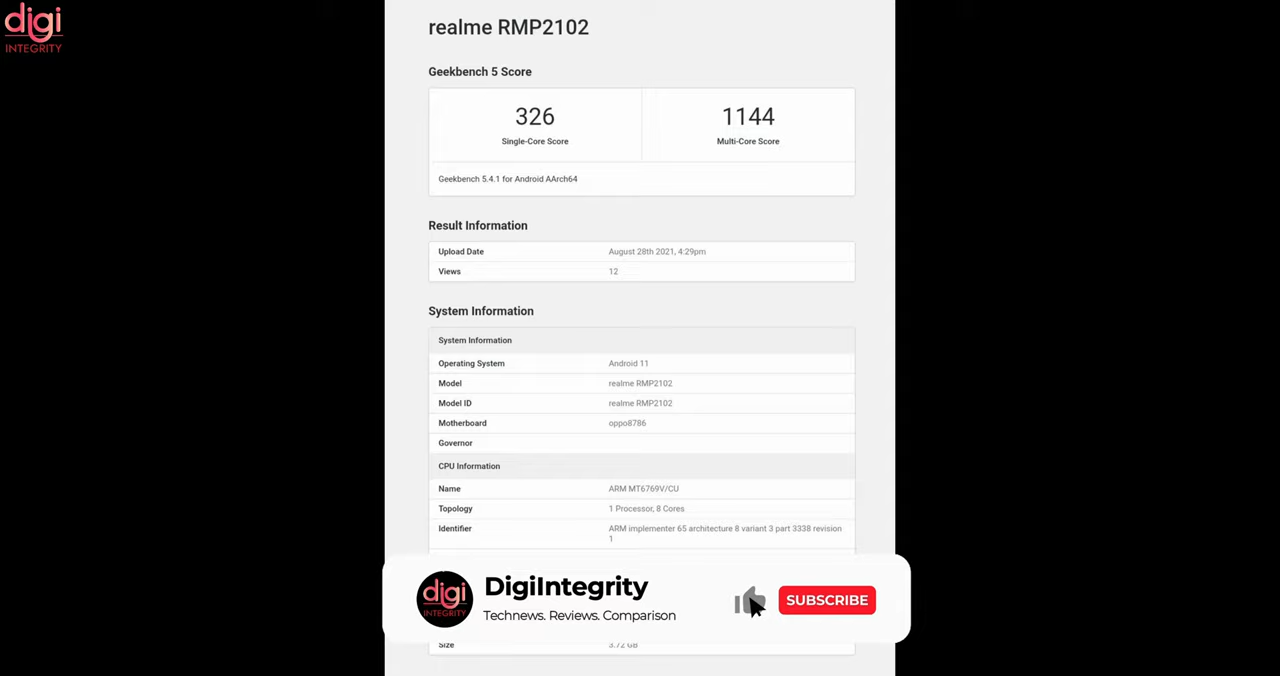 digi
INTEGRITY
realme RMP2102
Geekbench 5 Score
326 1144
Single-Core Score Multi-Core Score
Geekbench 5.4.1 for Android AArch64
Result Information
Upload Date August 28th 2021, 4:29pm
Views 12
System Information
System Information
Operating System Android 11
Model realme RMP2102
Model ID realme RMP2102
Motherboard oppo8786
Governor
CPU Information
Name ARM MT6769V/CU
Topology 1 Processor, 8 Cores
Identifier ARM implementer 65 architecture 8 variant 3 part 3338 revision
1
digi
INTEGRITY
DigiIntegrity
Technews. Reviews. Comparison
SUBSCRIBE
Size 3.72 GB